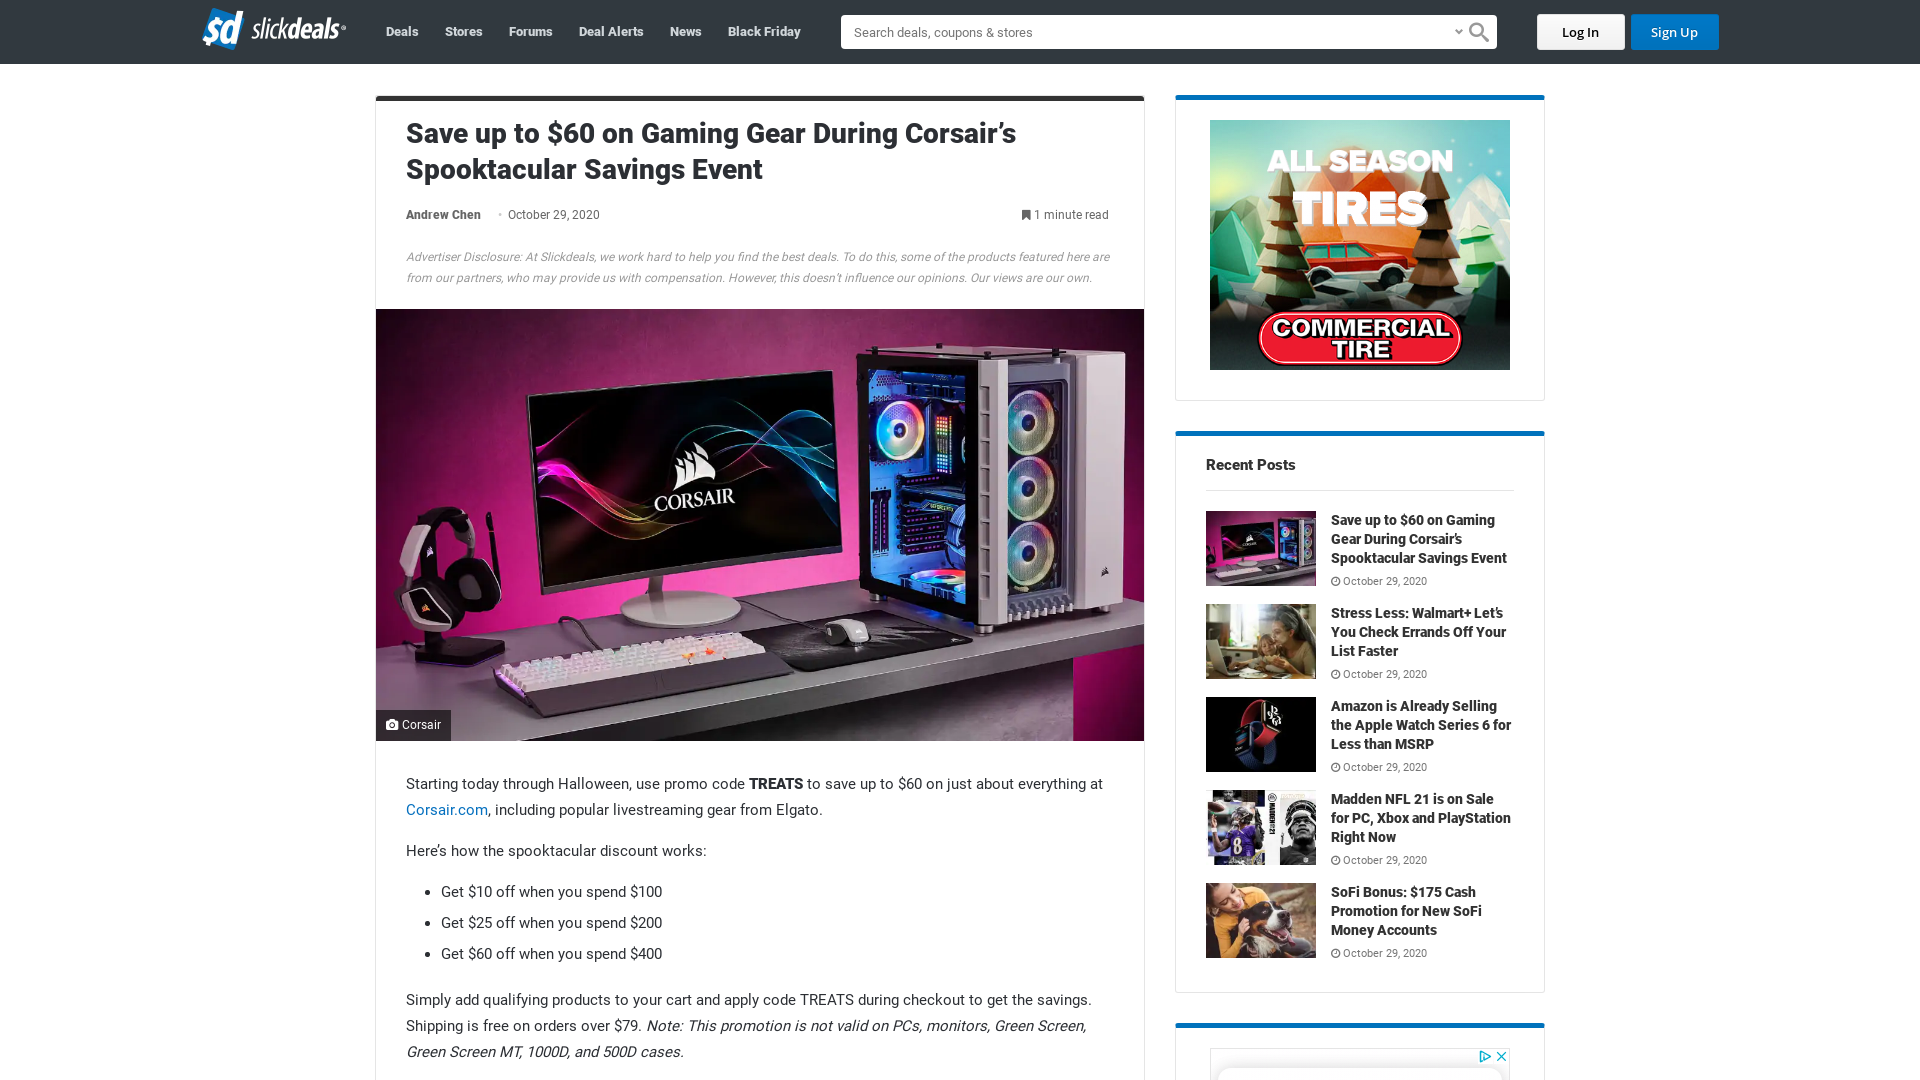 $d slickdeals
Deals
Stores
Forums
Deal Alerts
News
Black Friday
Search deals, coupons & stores
Log In
Sign Up
Save up to $60 on Gaming Gear During Corsair’s
Spooktacular Savings Event
Andrew Chen
October 29, 2020
1 minute read
Advertiser Disclosure: At Slickdeals, we work hard to help you find the best deals. To do this, some of the products featured here are
from our partners, who may provide us with compensation. However, this doesn’t influence our opinions. Our views are our own.
CORSAIR
Corsair
Starting today through Halloween, use promo code TREATS to save up to $60 on just about everything at
Corsair.com, including popular livestreaming gear from Elgato.
Here’s how the spooktacular discount works:
Get $10 off when you spend $100
Get $25 off when you spend $200
Get $60 off when you spend $400
Simply add qualifying products to your cart and apply code TREATS during checkout to get the savings.
Shipping is free on orders over $79. Note: This promotion is not valid on PCs, monitors, Green Screen,
Green Screen MT, 1000D, and 500D cases.
ALL SEASON
TIRES
COMMERCIAL
TIRE
Recent Posts
Save up to $60 on Gaming
Gear During Corsair’s
Spooktacular Savings Event
October 29, 2020
Stress Less: Walmart+ Let’s
You Check Errands Off Your
List Faster
October 29, 2020
Amazon is Already Selling
the Apple Watch Series 6 for
Less than MSRP
October 29, 2020
Madden NFL 21 is on Sale
for PC, Xbox and PlayStation
Right Now
October 29, 2020
SoFi Bonus: $175 Cash
Promotion for New SoFi
Money Accounts
October 29, 2020